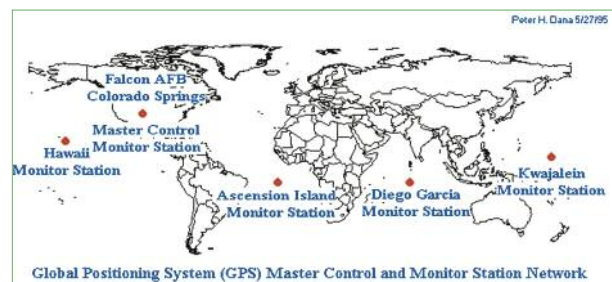 Peter H. Dana 5/27/95
Falcon AFB
Colorado Springs
Master Control
Monitor Station
Hawaii
Monitor Station
Ascension Island
Monitor Station
Diego Garcia
Monitor Station
Kwajalein
Monitor Station
Global Positioning System (GPS) Master Control and Monitor Station Network